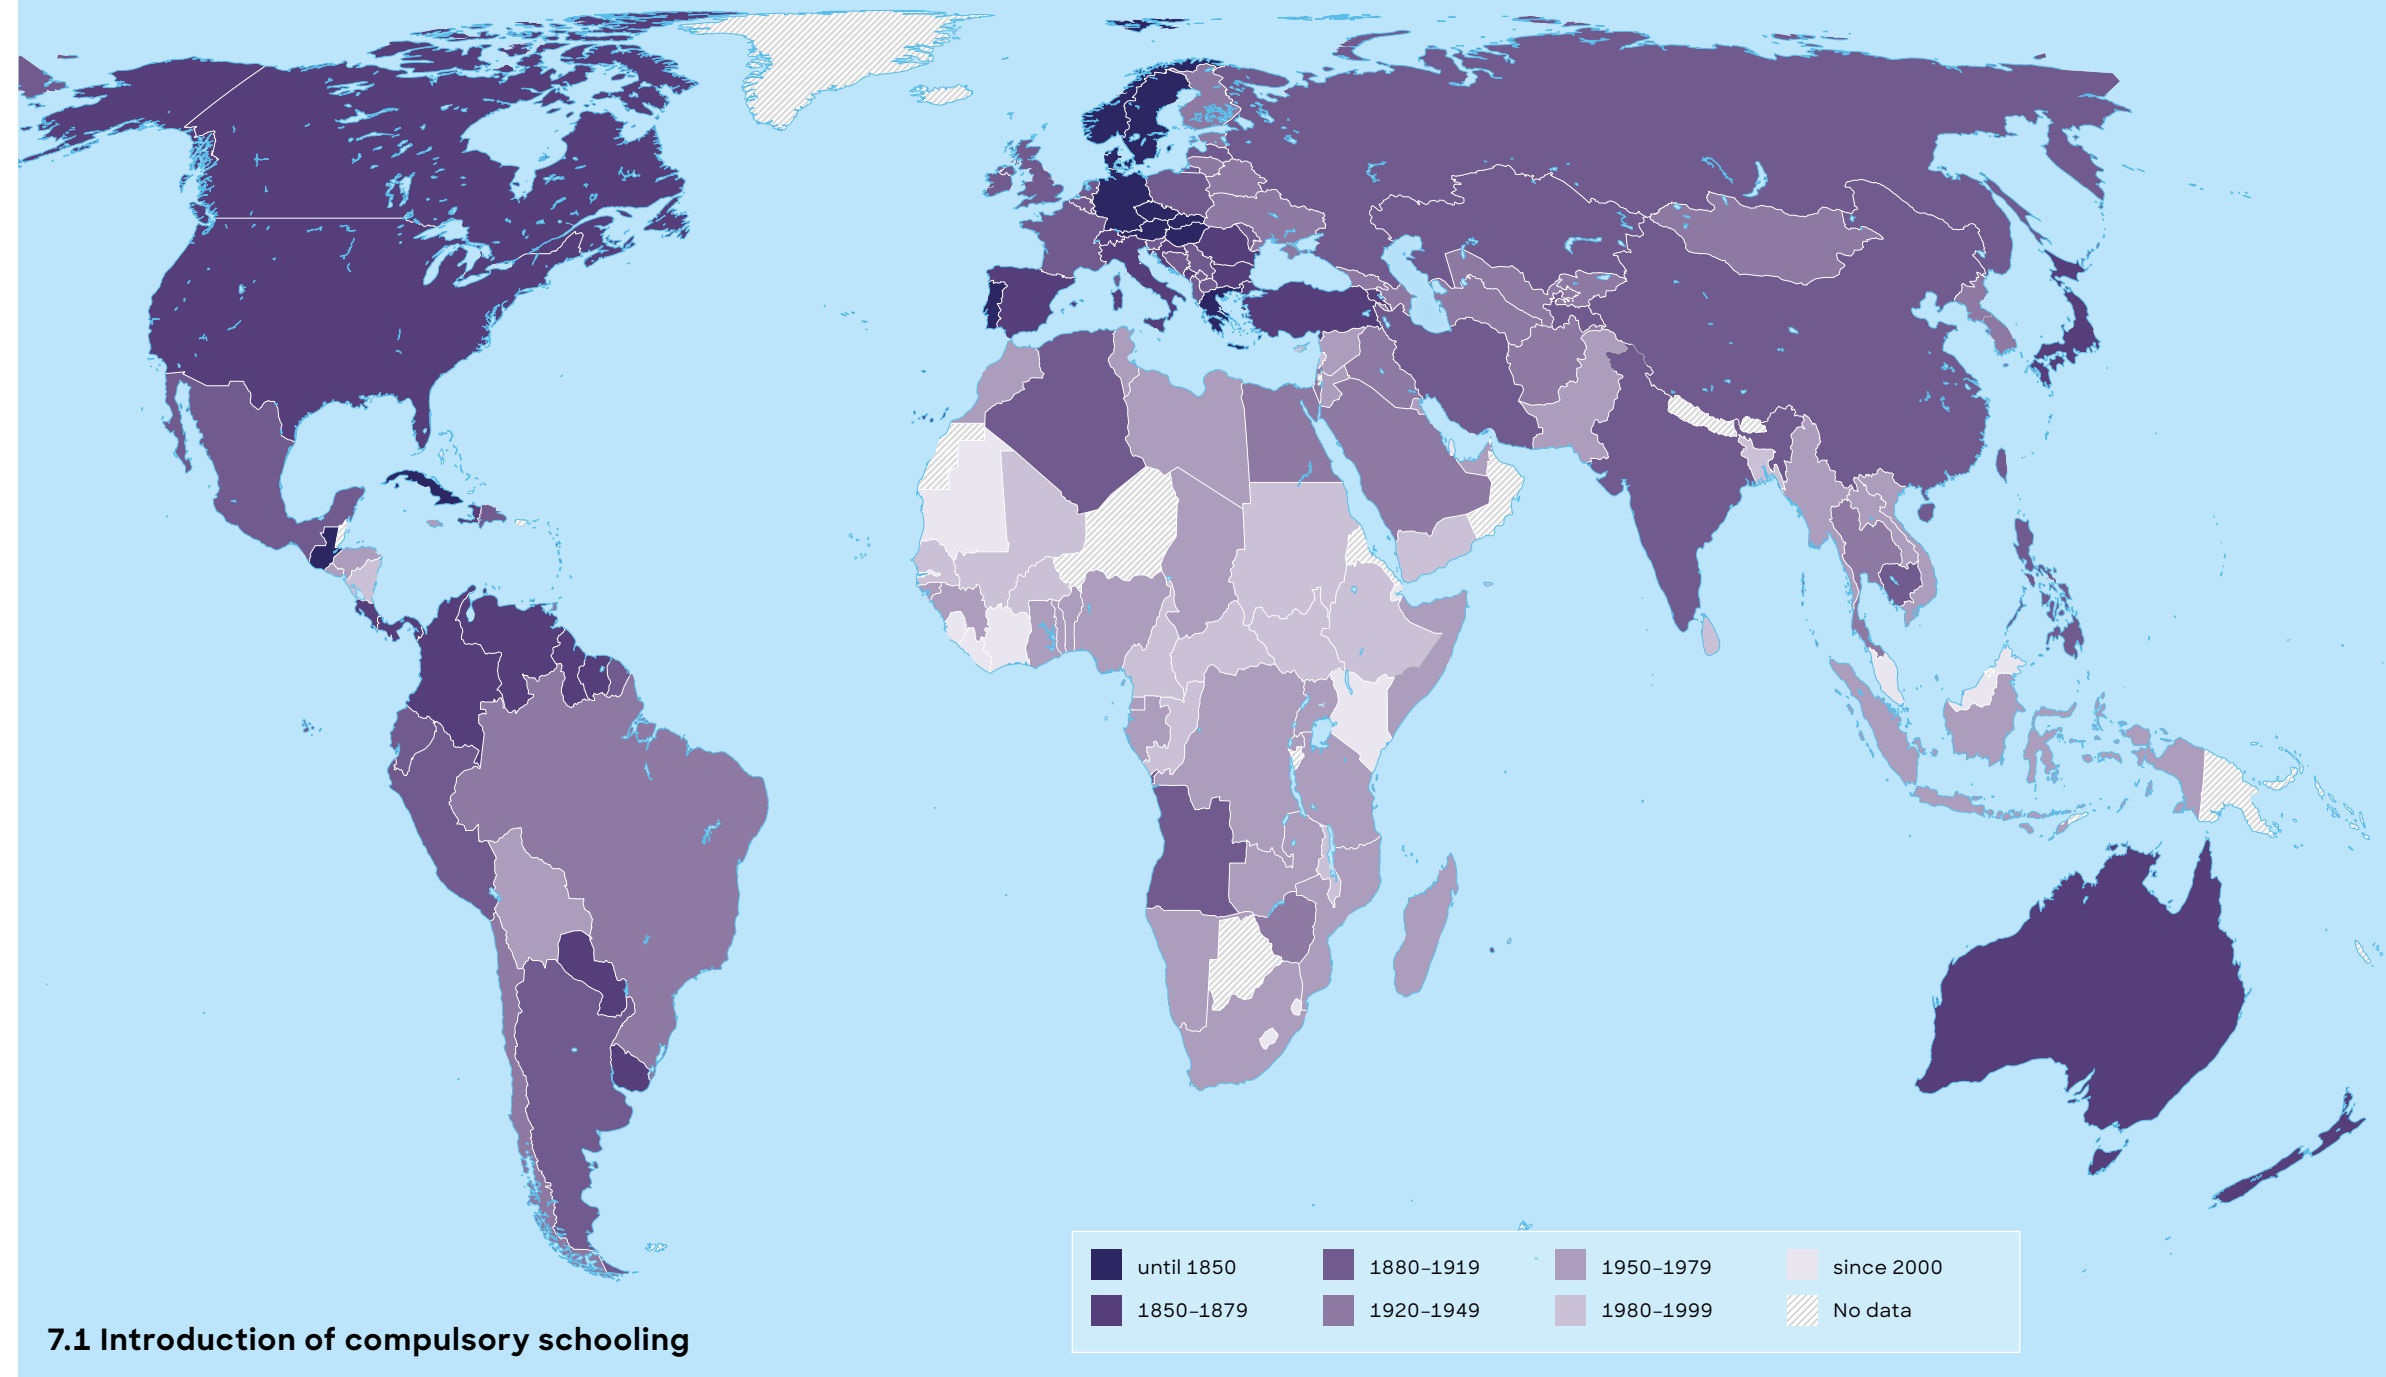 until 1850
1880–1919
1950–1979
since 2000
1850–1879
1920–1949
1980–1999
No data
7.1 Introduction of compulsory schooling